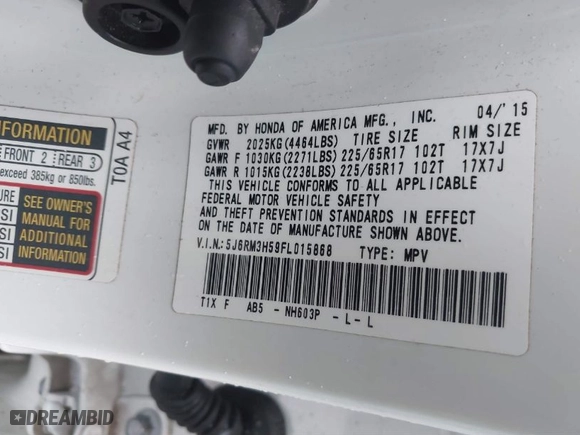 NFORMATION
FRONT 2 REAR 3
exceed 385kg or 850lbs.
SEE OWNER'S
MANUAL FOR
ADDITIONAL
INFORMATION
TOA A4
MFD. BY HONDA OF AMERICA MFG., INC. 04/'15
GVWR 2025KG(4464LBS) TIRE SIZE RIM SIZE
GAWR F 1030KG(2271LBS) 225/65R17 102T 17X7J
GAWR R 1015KG(2238LBS) 225/65R17 102T 17X7J
THIS VEHICLE CONFORMS TO ALL APPLICABLE
FEDERAL MOTOR VEHICLE SAFETY
AND THEFT PREVENTION STANDARDS IN EFFECT
ON THE DATE OF MANUFACTURE SHOWN ABOVE.
V.I.N.:5J6RM3H59FL015868 TYPE: MPV
T1X F AB5 -NH603P -L-L
DREAMBID